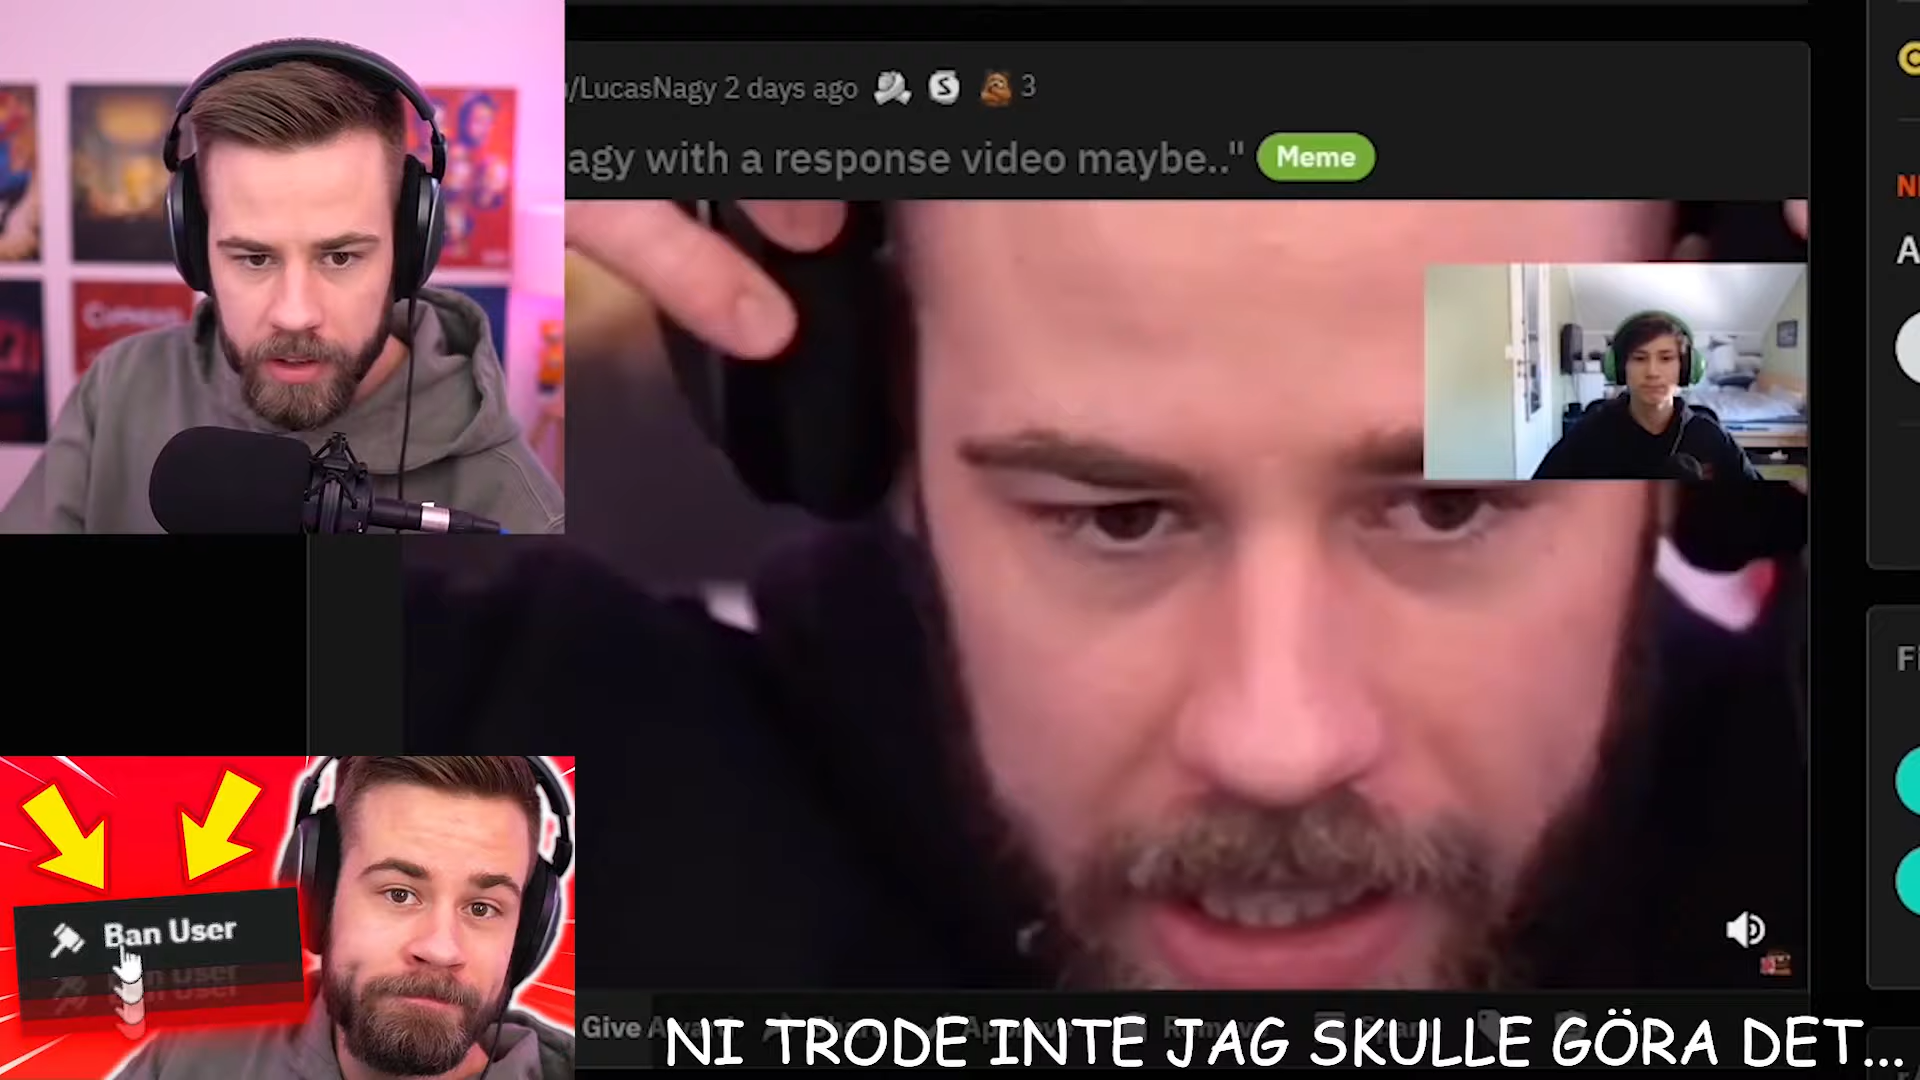 /LucasNagy 2 days ago
3
agy with a response video maybe.."
Meme
Ban User
Give
NI TRODE INTE JAG SKULLE GÖRA DET...